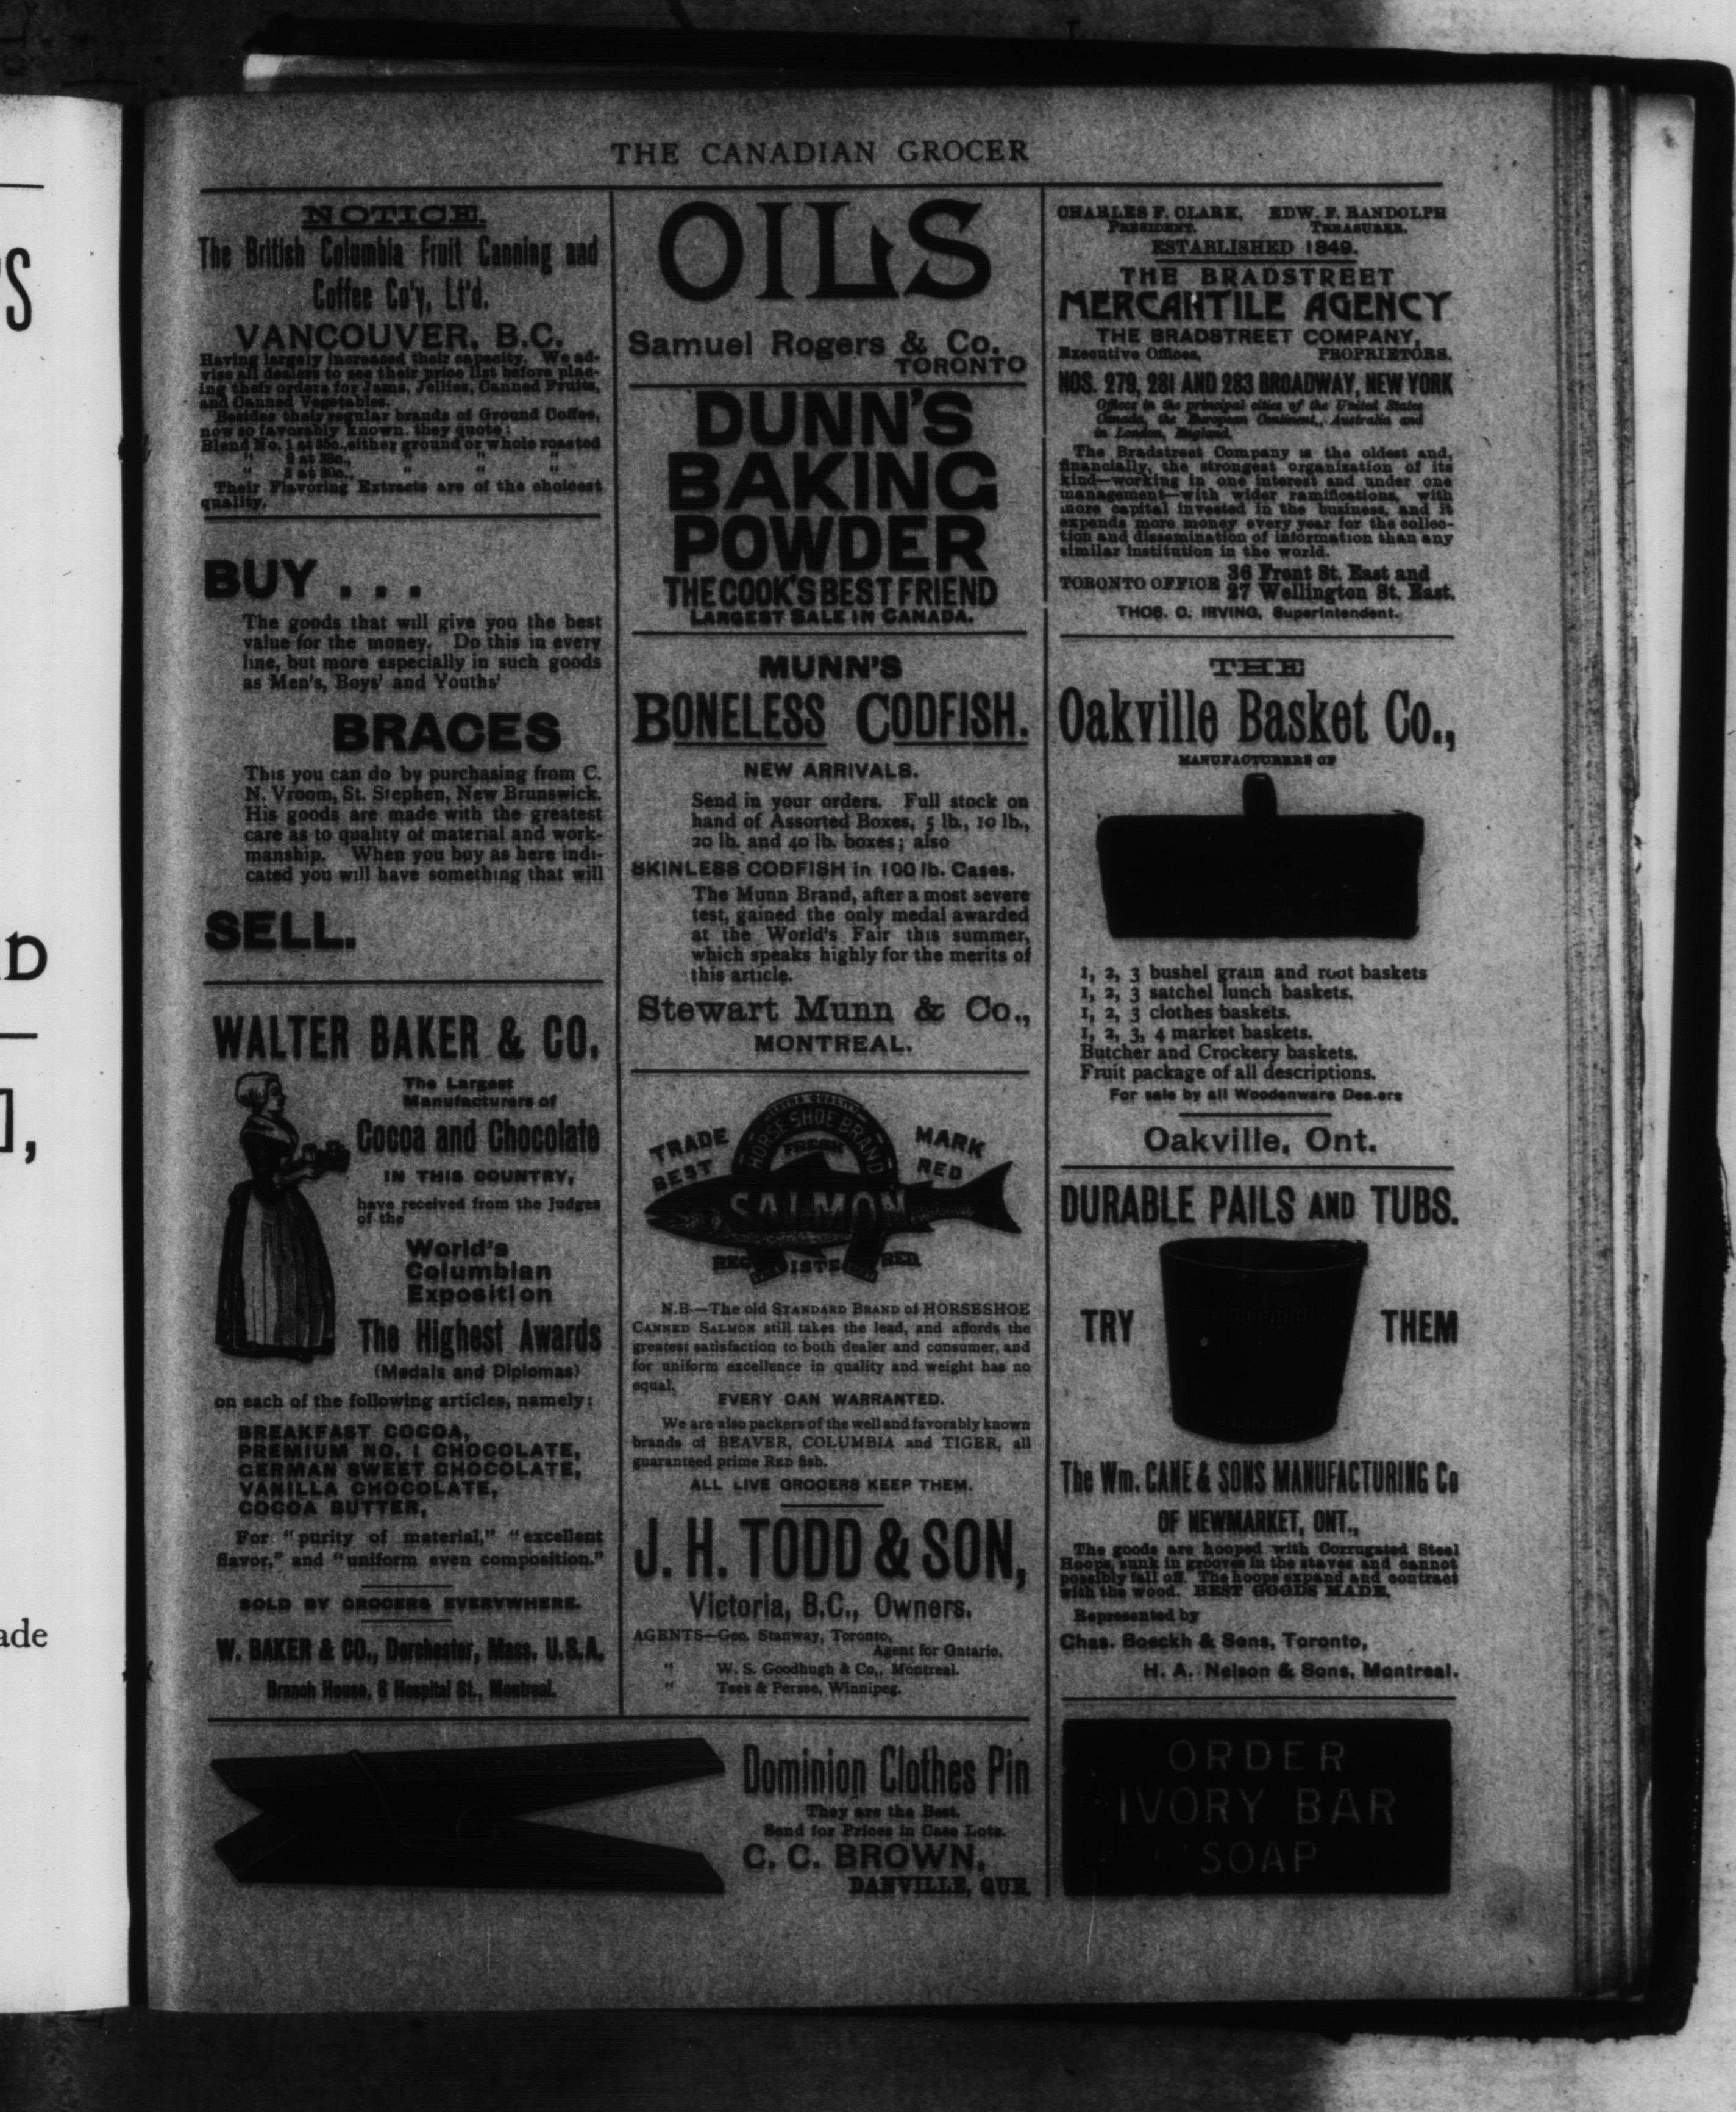 THE CANADIAN GROCER
NOTICE.
The British Columbia Fruit Canning and
Coffee Co'y, Lt'd.
VANCOUVER, B.C.
Having largely increased their capacity. We ad-
vise all dealers to see their price list before plac-
ing their orders for Jams, Jellies, Canned Fruits,
and Canned Vegetables.
Besides their regular brands of Ground Coffee,
now so favorably known, they quote:
Blend No. 1 at 35c., either ground or whole roasted
" 2 at 33c., " " "
" 3 at 30c., " " "
Their Flavoring Extracts are of the choicest
quality.
BUY . . .
The goods that will give you the best
value for the money. Do this in every
line, but more especially in such goods
as Men's, Boys' and Youths'
BRACES
This you can do by purchasing from C.
N. Vroom, St. Stephen, New Brunswick.
His goods are made with the greatest
care as to quality of material and work-
manship. When you buy as here indi-
cated you will have something that will
SELL.
WALTER BAKER & CO.
The Largest
Manufacturers of
Cocoa and Chocolate
IN THIS COUNTRY,
have received from the Judges
of the
World's
Columbian
Exposition
The Highest Awards
(Medals and Diplomas)
on each of the following articles, namely:
BREAKFAST COCOA,
PREMIUM NO. 1 CHOCOLATE,
GERMAN SWEET CHOCOLATE,
VANILLA CHOCOLATE,
COCOA BUTTER,
For "purity of material," "excellent
flavor," and "uniform even composition."
SOLD BY GROCERS EVERYWHERE.
W. BAKER & CO., Dorchester, Mass. U.S.A.
Branch House, 6 Hospital St., Montreal.
OILS
Samuel Rogers & Co.
TORONTO
DUNN'S
BAKING
POWDER
THE COOK'S BEST FRIEND
LARGEST SALE IN CANADA.
MUNN'S
BONELESS CODFISH.
NEW ARRIVALS.
Send in your orders. Full stock on
hand of Assorted Boxes, 5 lb., 10 lb.,
20 lb. and 40 lb. boxes; also
SKINLESS CODFISH in 100 lb. Cases.
The Munn Brand, after a most severe
test, gained the only medal awarded
at the World's Fair this summer,
which speaks highly for the merits of
this article.
Stewart Munn & Co.,
MONTREAL.
EXTRA QUALITY
HORSE SHOE BRAND
FRESH
TRADE MARK
BEST RED
SALMON
REGISTERED
N.B—The old STANDARD BRAND of HORSESHOE
CANNED SALMON still takes the lead, and affords the
greatest satisfaction to both dealer and consumer, and
for uniform excellence in quality and weight has no
equal.
EVERY CAN WARRANTED.
We are also packers of the well and favorably known
brands of BEAVER, COLUMBIA and TIGER, all
guaranteed prime RED fish.
ALL LIVE GROCERS KEEP THEM.
J. H. TODD & SON,
Victoria, B.C., Owners.
AGENTS—Geo. Stanway, Toronto,
Agent for Ontario.
" W. S. Goodhugh & Co., Montreal.
" Tees & Persse, Winnipeg.
Dominion Clothes Pin
They are the Best.
Send for Prices in Case Lots.
C. C. BROWN,
DANVILLE, QUE
CHARLES F. CLARK, EDW. F. RANDOLPH
PRESIDENT. TREASURER.
ESTABLISHED 1849.
THE BRADSTREET
MERCANTILE AGENCY
THE BRADSTREET COMPANY,
Executive Offices, PROPRIETORS.
NOS. 279, 281 AND 283 BROADWAY, NEW YORK
Offices in the principal cities of the United States
Canada, the European Continent, Australia and
in London, England.
The Bradstreet Company is the oldest and,
financially, the strongest organization of its
kind—working in one interest and under one
management—with wider ramifications, with
more capital invested in the business, and it
expends more money every year for the collec-
tion and dissemination of information than any
similar institution in the world.
TORONTO OFFICE 36 Front St. East and
27 Wellington St. East.
THOS. C. IRVING, Superintendent.
THE
Oakville Basket Co.,
MANUFACTURERS OF
1, 2, 3 bushel grain and root baskets
1, 2, 3 satchel lunch baskets.
1, 2, 3 clothes baskets.
1, 2, 3, 4 market baskets.
Butcher and Crockery baskets.
Fruit package of all descriptions.
For sale by all Woodenware Dealers
Oakville, Ont.
DURABLE PAILS AND TUBS.
TRY THEM
The Wm. CANE & SONS MANUFACTURING Co
OF NEWMARKET, ONT.,
The goods are hooped with Corrugated Steel
Hoops, sunk in grooves in the staves and cannot
possibly fall off. The hoops expand and contract
with the wood. BEST GOODS MADE.
Represented by
Chas. Boeckh & Sons, Toronto,
H. A. Nelson & Sons, Montreal.
ORDER
IVORY BAR
SOAP